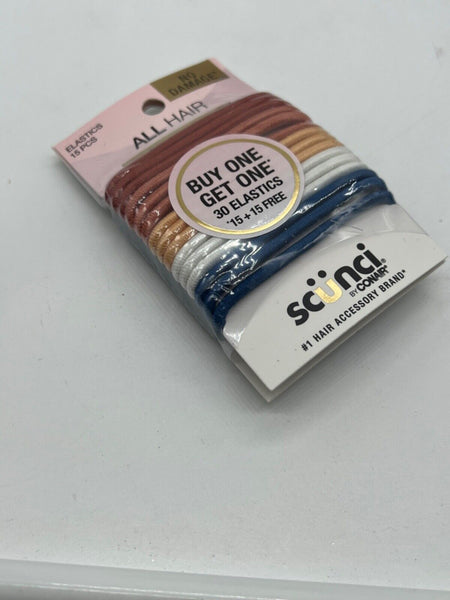 NO
DAMAGE*
ELASTICS
15 PCS
ALL HAIR
BUY ONE
GET ONE*
30 ELASTICS
*15 + 15 FREE
scünci
BY CONAIR®
#1 HAIR ACCESSORY BRAND*